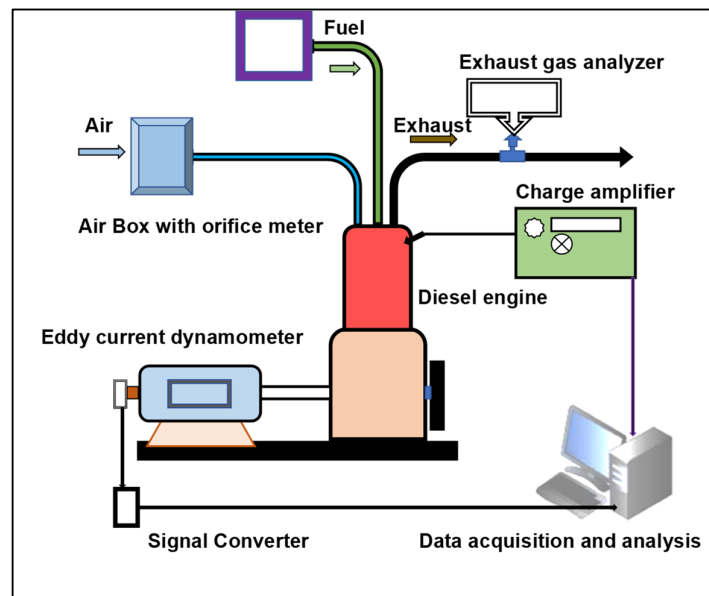 Fuel
Exhaust gas analyzer
Air
Exhaust
Charge amplifier
Air Box with orifice meter
Diesel engine
Eddy current dynamometer
Signal Converter
Data acquisition and analysis